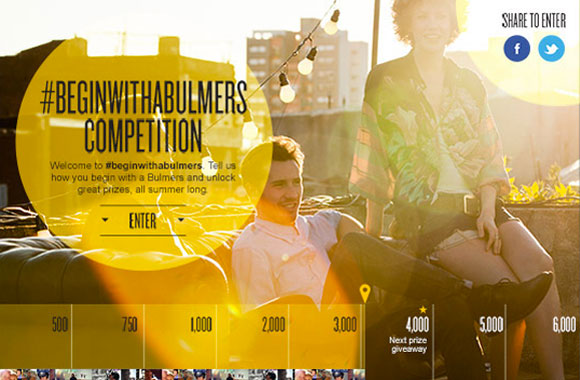 SHARE TO ENTER
#BEGINWITHABULMERS
COMPETITION
Welcome to #beginwithabulmers. Tell us
how you begin with a Bulmers and unlock
great prizes, all summer long.
ENTER
500 750 1,000 2,000 3,000 4,000 5,000 6,000
Next prize
giveaway